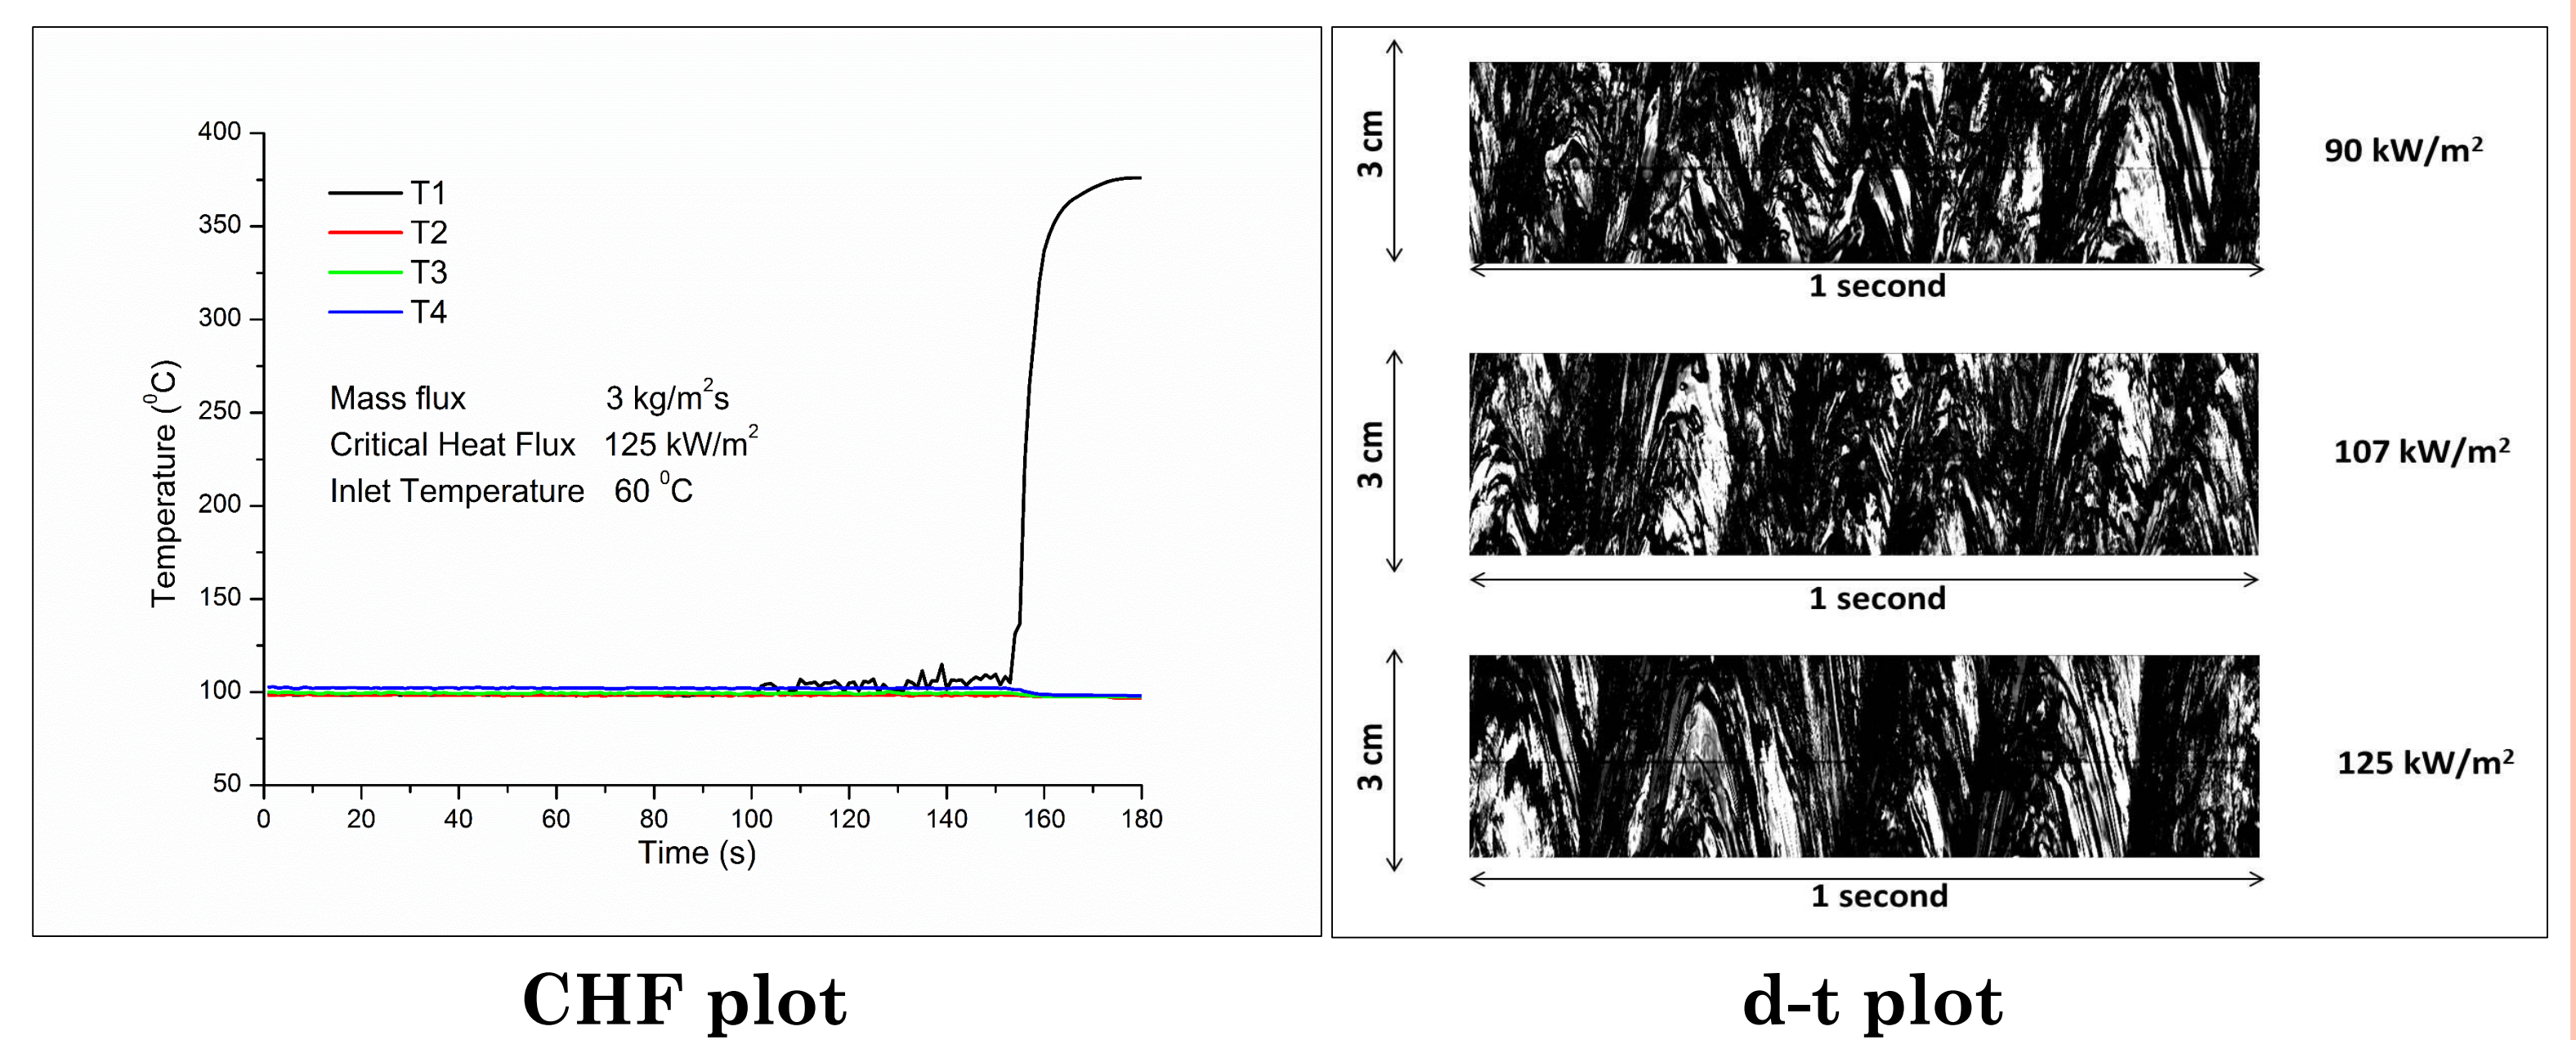 400
350
300
250
200
150
100
50
Temperature (⁰C)
T1
T2
T3
T4
Mass flux 3 kg/m²s
Critical Heat Flux 125 kW/m²
Inlet Temperature 60 ⁰C
0 20 40 60 80 100 120 140 160 180
Time (s)
CHF plot
3 cm
90 kW/m²
1 second
3 cm
107 kW/m²
1 second
3 cm
125 kW/m²
1 second
d-t plot